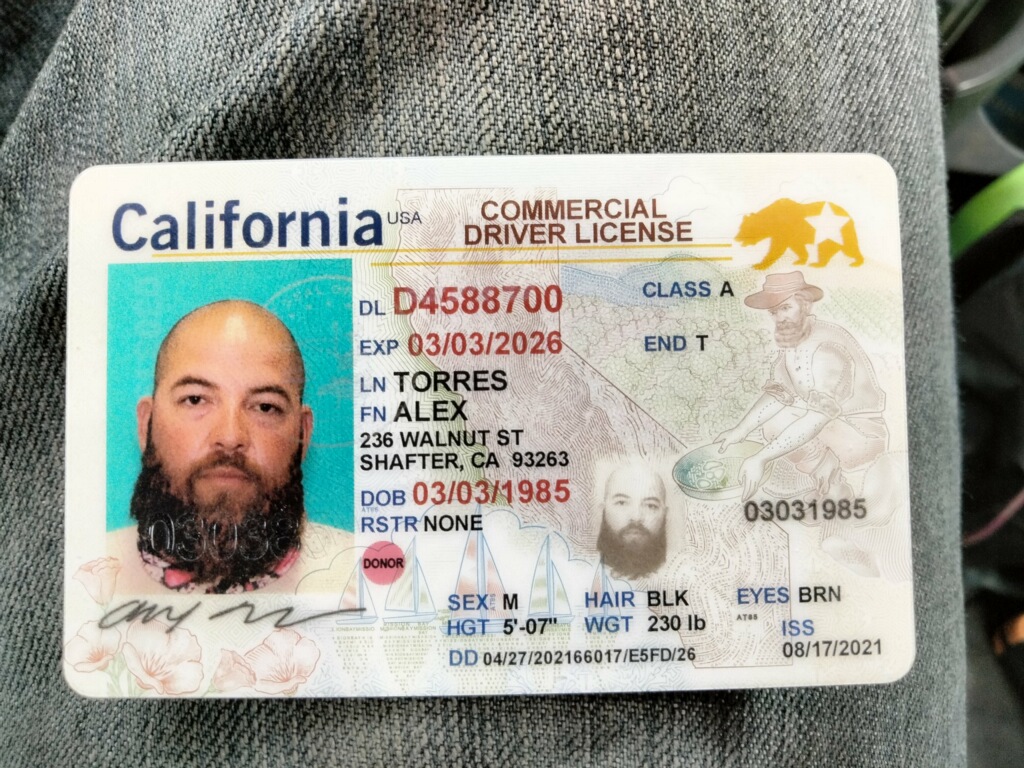 California USA
COMMERCIAL
DRIVER LICENSE
DL D4588700
CLASS A
EXP 03/03/2026
END T
LN TORRES
FN ALEX
236 WALNUT ST
SHAFTER, CA 93263
DOB 03/03/1985
RSTR NONE
03031985
DONOR
SEX M
HAIR BLK
EYES BRN
HGT 5'-07"
WGT 230 lb
ISS
08/17/2021
DD 04/27/202166017/E5FD/26